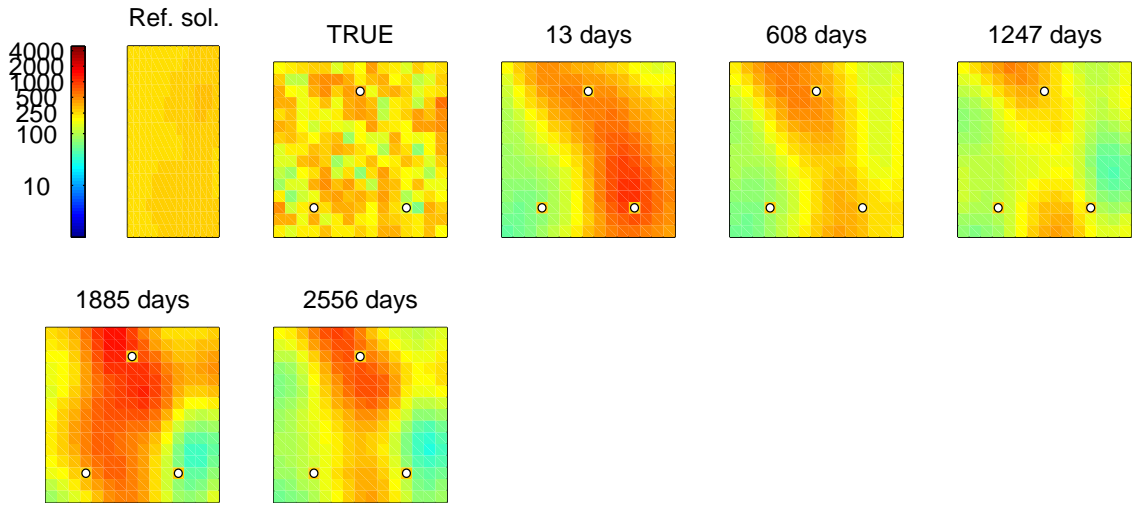 Ref. sol.
TRUE
13 days
608 days
1247 days
4000
2000
1000
500
250
100
10
1885 days
2556 days